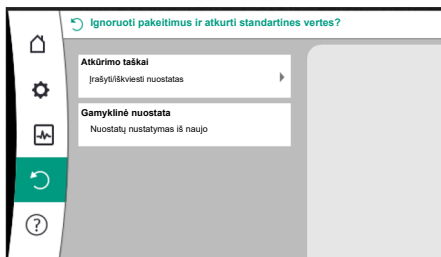 Ignoruoti pakeitimus ir atkurti standartines vertes?
Atkūrimo taškai
Įrašyti/iškviesti nuostatas
Gamyklinė nuostata
Nuostatų nustatymas iš naujo